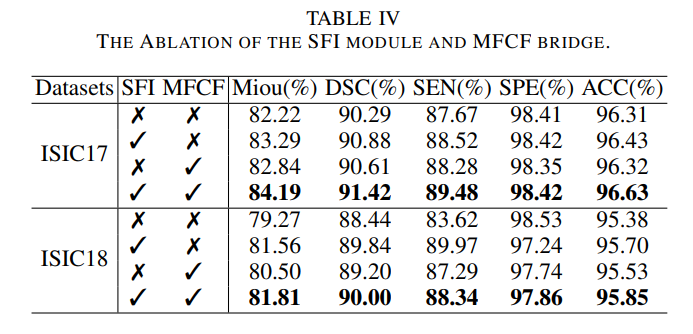 TABLE IV
THE ABLATION OF THE SFI MODULE AND MFCF BRIDGE.
Datasets SFI MFCF Miou(%) DSC(%) SEN(%) SPE(%) ACC(%)
ISIC17
✗ ✗ 82.22 90.29 87.67 98.41 96.31
✓ ✗ 83.29 90.88 88.52 98.42 96.43
✗ ✓ 82.84 90.61 88.28 98.35 96.32
✓ ✓ 84.19 91.42 89.48 98.42 96.63
ISIC18
✗ ✗ 79.27 88.44 83.62 98.53 95.38
✓ ✗ 81.56 89.84 89.97 97.24 95.70
✗ ✓ 80.50 89.20 87.29 97.74 95.53
✓ ✓ 81.81 90.00 88.34 97.86 95.85